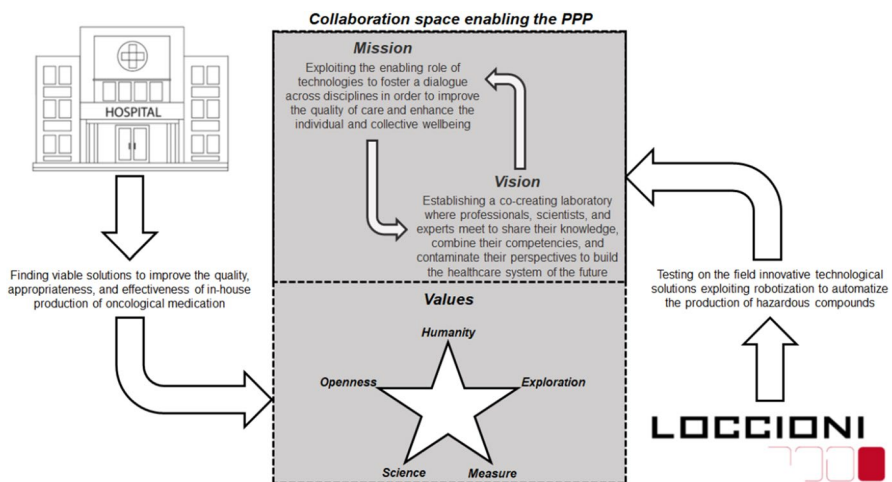 Collaboration space enabling the PPP
HOSPITAL
Finding viable solutions to improve the quality,
appropriateness, and effectiveness of in-house
production of oncological medication
Mission
Exploiting the enabling role of
technologies to foster a dialogue
across disciplines in order to improve
the quality of care and enhance the
individual and collective wellbeing
Vision
Establishing a co-creating laboratory
where professionals, scientists, and
experts meet to share their knowledge,
combine their competencies, and
contaminate their perspectives to build
the healthcare system of the future
Values
Humanity
Openness
Exploration
Science
Measure
Testing on the field innovative technological
solutions exploiting robotization to automatize
the production of hazardous compounds
LOCCIONI